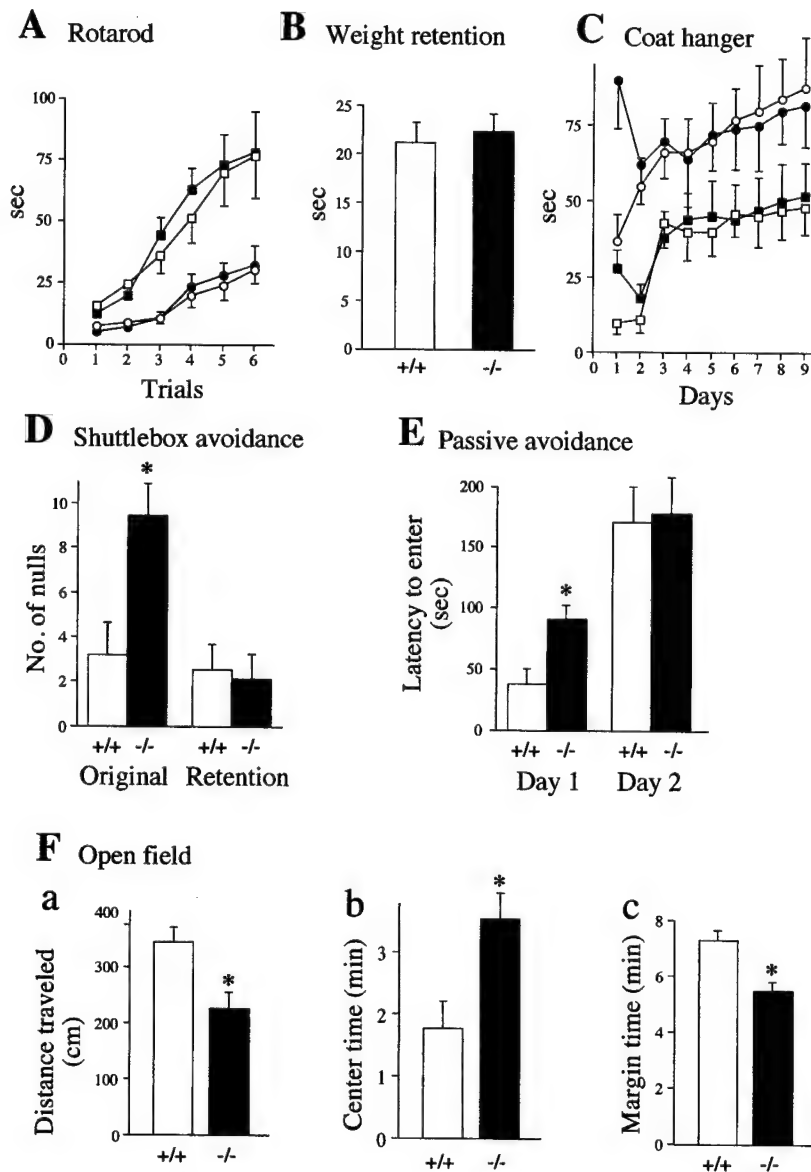 A Rotarod
100
75
50
25
0
sec
0 1 2 3 4 5 6
Trials
B Weight retention
25
20
15
10
5
0
sec
+/+ -/-
C Coat hanger
75
50
25
0
sec
0 1 2 3 4 5 6 7 8 9
Days
D Shuttlebox avoidance
*
10
8
6
4
2
0
No. of nulls
+/+ -/- +/+ -/-
Original Retention
E Passive avoidance
200
150
100
50
0
Latency to enter
(sec)
*
+/+ -/- +/+ -/-
Day 1 Day 2
F Open field
a
400
300
200
100
0
Distance traveled
(cm)
*
+/+ -/-
b
3
2
1
0
Center time (min)
*
+/+ -/-
c
8
6
4
2
0
Margin time (min)
*
+/+ -/-